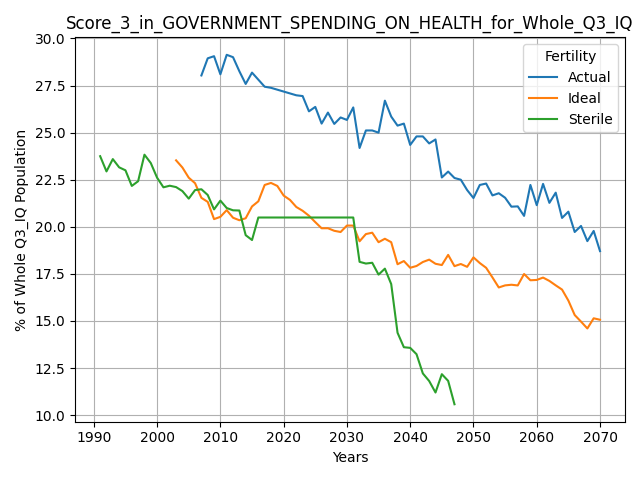 Score_3_in_GOVERNMENT_SPENDING_ON_HEALTH_for_Whole_Q3_IQ
30.0
27.5
25.0
22.5
20.0
17.5
15.0
12.5
10.0
% of Whole Q3_IQ Population
Fertility
Actual
Ideal
Sterile
1990 2000 2010 2020 2030 2040 2050 2060 2070
Years